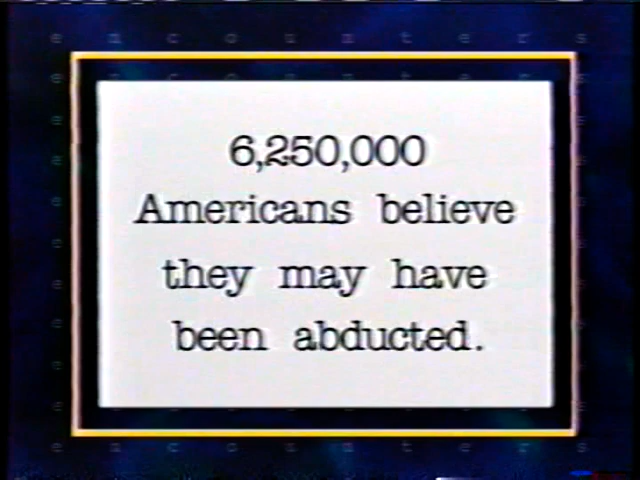 e n c o u n t e r s
6,250,000
Americans believe
they may have
been abducted.
e n c o u n t e r s